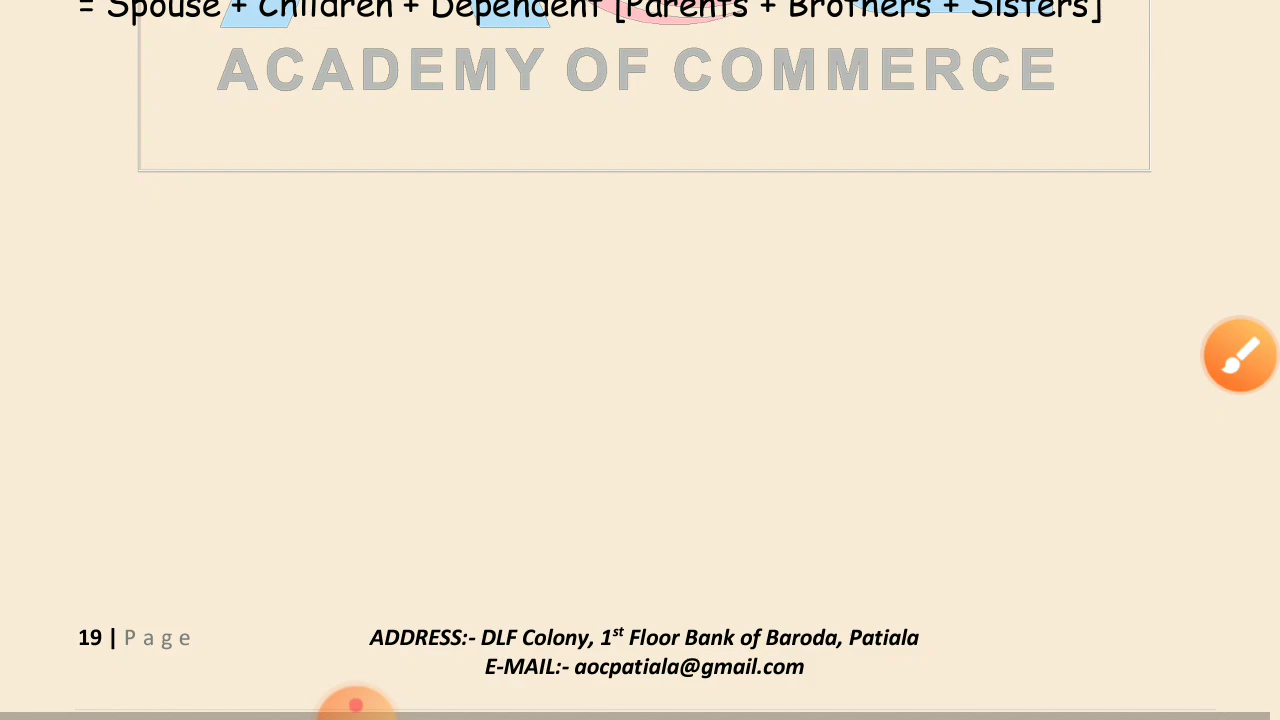 = Spouse + Children + Dependent [Parents + Brothers + Sisters]
ACADEMY OF COMMERCE
19 | Page
ADDRESS:- DLF Colony, 1st Floor Bank of Baroda, Patiala
E-MAIL:- aocpatiala@gmail.com